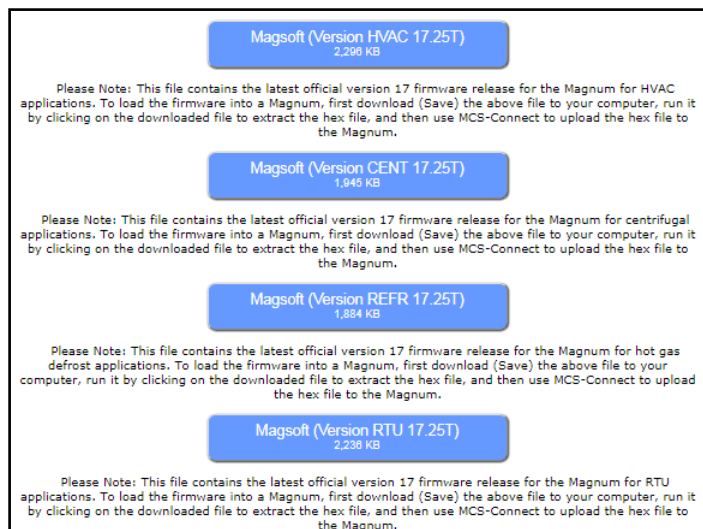 Magsoft (Version HVAC 17.25T)
2,296 KB
Please Note: This file contains the latest official version 17 firmware release for the Magnum for HVAC
applications. To load the firmware into a Magnum, first download (Save) the above file to your computer, run it
by clicking on the downloaded file to extract the hex file, and then use MCS-Connect to upload the hex file to
the Magnum.
Magsoft (Version CENT 17.25T)
1,945 KB
Please Note: This file contains the latest official version 17 firmware release for the Magnum for centrifugal
applications. To load the firmware into a Magnum, first download (Save) the above file to your computer, run it
by clicking on the downloaded file to extract the hex file, and then use MCS-Connect to upload the hex file to
the Magnum.
Magsoft (Version REFR 17.25T)
1,884 KB
Please Note: This file contains the latest official version 17 firmware release for the Magnum for hot gas
defrost applications. To load the firmware into a Magnum, first download (Save) the above file to your
computer, run it by clicking on the downloaded file to extract the hex file, and then use MCS-Connect to upload
the hex file to the Magnum.
Magsoft (Version RTU 17.25T)
2,236 KB
Please Note: This file contains the latest official version 17 firmware release for the Magnum for RTU
applications. To load the firmware into a Magnum, first download (Save) the above file to your computer, run it
by clicking on the downloaded file to extract the hex file, and then use MCS-Connect to upload the hex file to
the Magnum.